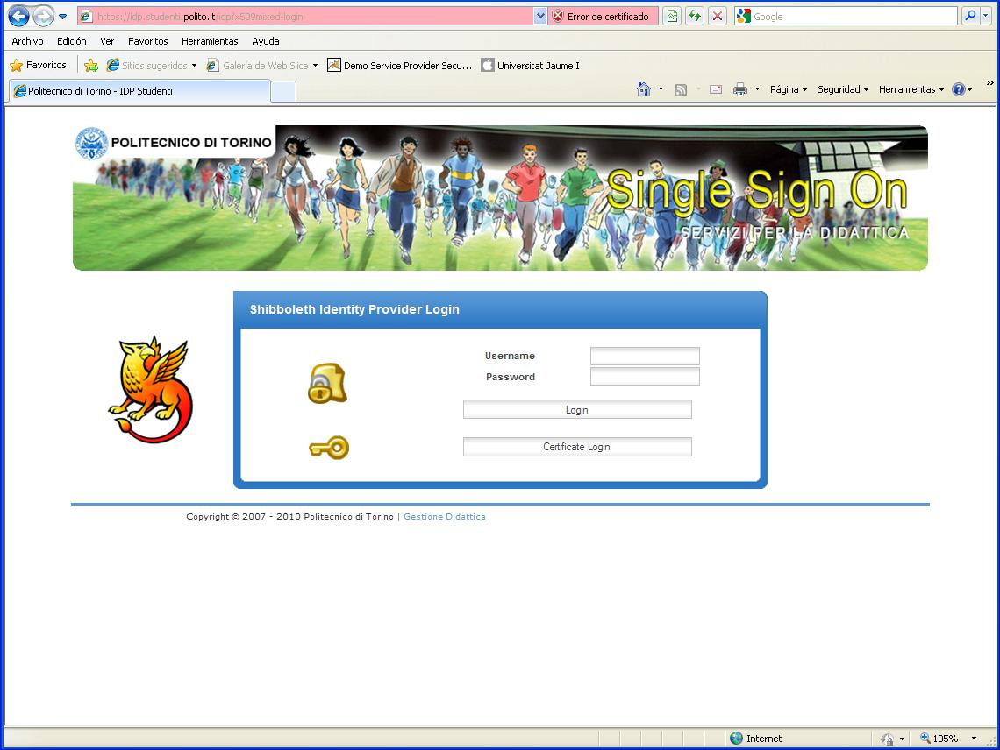 https://idp.studenti.polito.it/idp/x509mixed-login Error de certificado Google
Archivo Edición Ver Favoritos Herramientas Ayuda
Favoritos Sitios sugeridos Galería de Web Slice Demo Service Provider Secu... Universitat Jaume I
Politecnico di Torino - IDP Studenti Página Seguridad Herramientas »
POLITECNICO DI TORINO
Single Sign On
SERVIZI PER LA DIDATTICA
Shibboleth Identity Provider Login
Username
Password
Login
Certificate Login
Copyright © 2007 - 2010 Politecnico di Torino | Gestione Didattica
Internet 105%